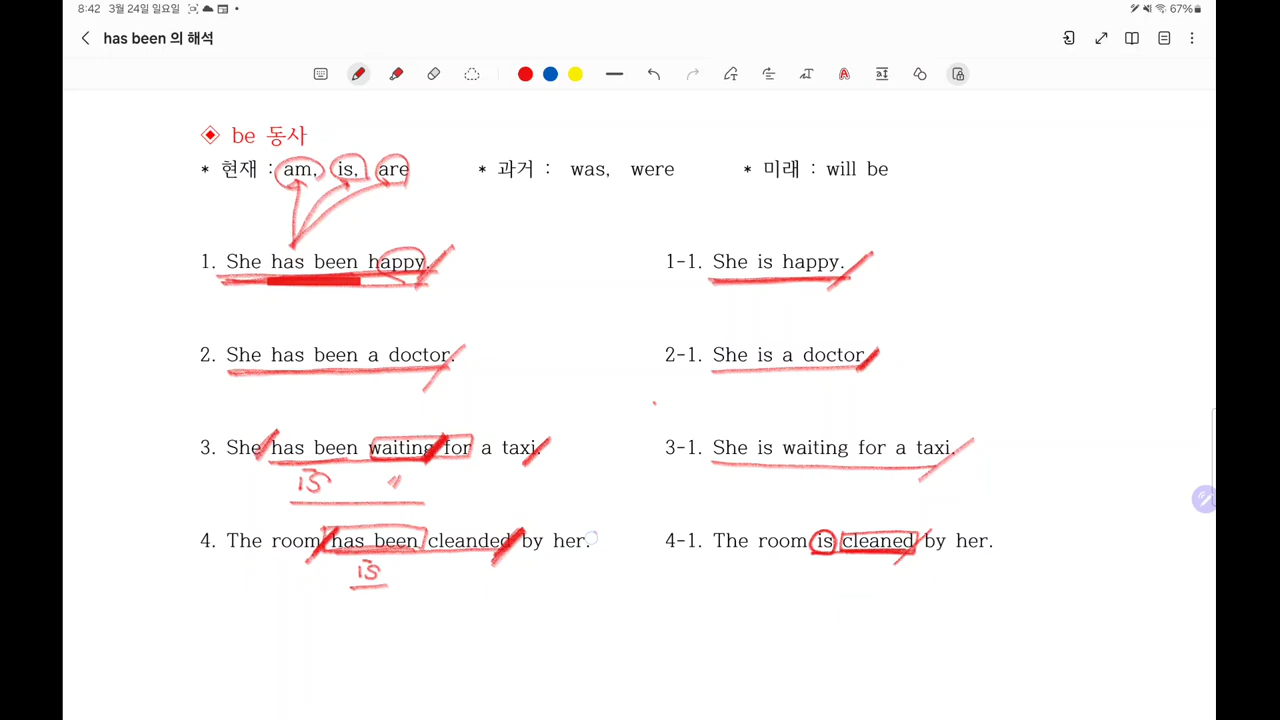 8:42 3월 24일 일요일 67%
has been 의 해석
be 동사
* 현재 : am, is, are * 과거 : was, were * 미래 : will be
1. She has been happy. 1-1. She is happy.
2. She has been a doctor. 2-1. She is a doctor.
3. She has been waiting for a taxi. 3-1. She is waiting for a taxi.
is 〃
4. The room has been cleanded by her. 4-1. The room is cleaned by her.
is